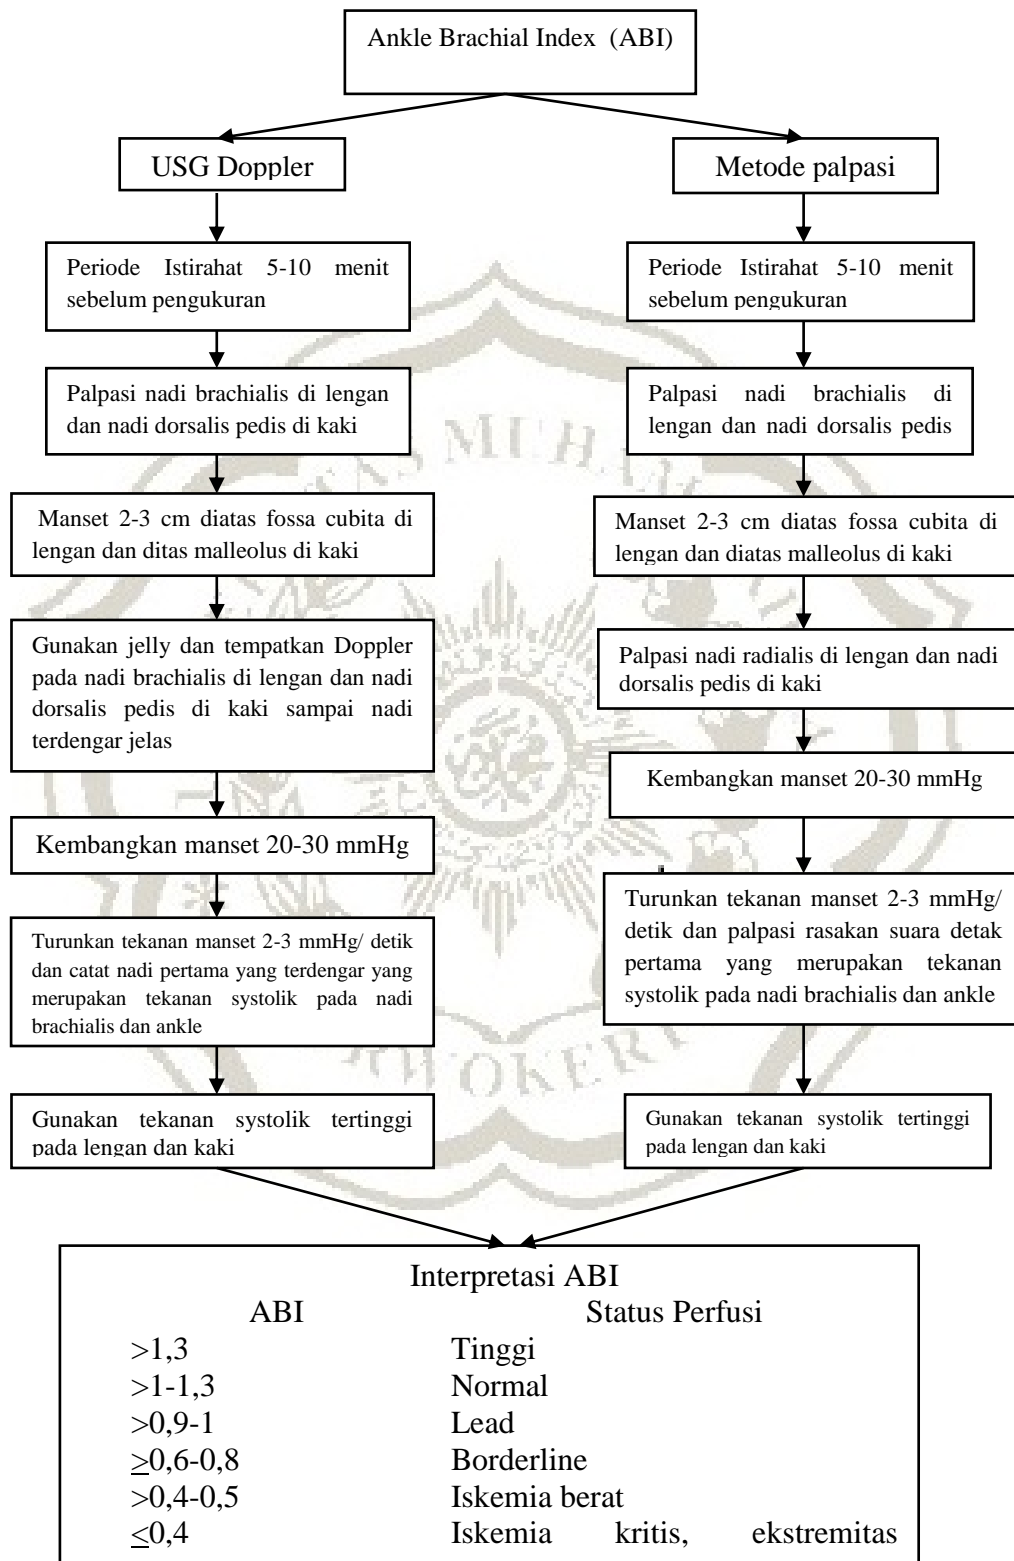 Ankle Brachial Index (ABI)
USG Doppler
Metode palpasi
Periode Istirahat 5-10 menit
sebelum pengukuran
Periode Istirahat 5-10 menit
sebelum pengukuran
Palpasi nadi brachialis di lengan
dan nadi dorsalis pedis di kaki
Palpasi nadi brachialis di
lengan dan nadi dorsalis pedis
Manset 2-3 cm diatas fossa cubita di
lengan dan ditas malleolus di kaki
Manset 2-3 cm diatas fossa cubita di
lengan dan diatas malleolus di kaki
Gunakan jelly dan tempatkan Doppler
pada nadi brachialis di lengan dan nadi
dorsalis pedis di kaki sampai nadi
terdengar jelas
Palpasi nadi radialis di lengan dan nadi
dorsalis pedis di kaki
Kembangkan manset 20-30 mmHg
Kembangkan manset 20-30 mmHg
Turunkan tekanan manset 2-3 mmHg/ detik
dan catat nadi pertama yang terdengar yang
merupakan tekanan systolik pada nadi
brachialis dan ankle
Turunkan tekanan manset 2-3 mmHg/
detik dan palpasi rasakan suara detak
pertama yang merupakan tekanan
systolik pada nadi brachialis dan ankle
Gunakan tekanan systolik tertinggi
pada lengan dan kaki
Gunakan tekanan systolik tertinggi
pada lengan dan kaki
Interpretasi ABI
ABI Status Perfusi
>1,3 Tinggi
>1-1,3 Normal
>0,9-1 Lead
≥0,6-0,8 Borderline
>0,4-0,5 Iskemia berat
≤0,4 Iskemia kritis, ekstremitas